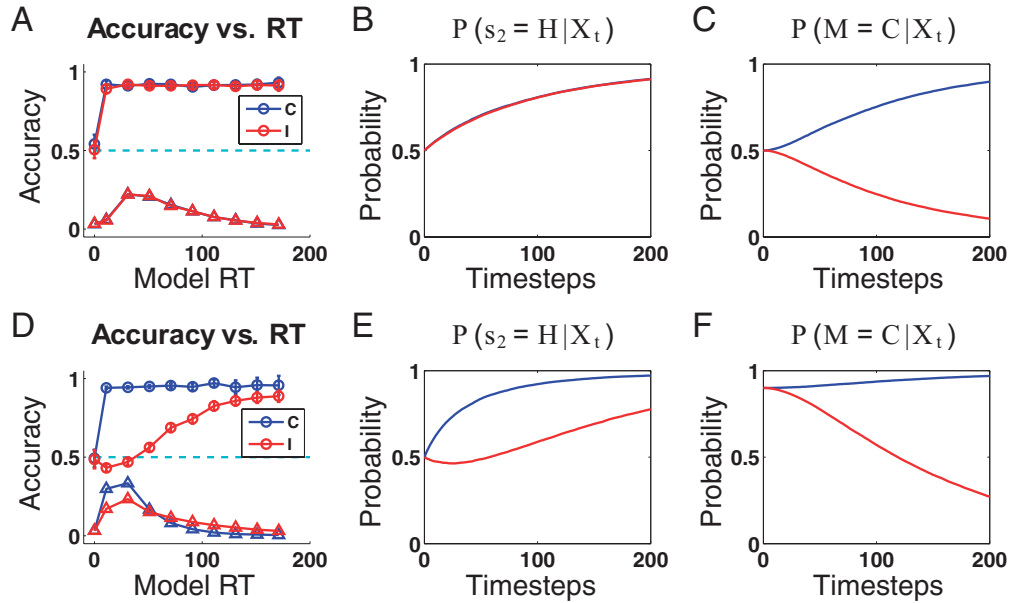 A
Accuracy vs. RT
1
0.5
0
Accuracy
C
I
0 100 200
Model RT
B
P (s₂ = H|Xₜ)
1
0.5
0
Probability
0 100 200
Timesteps
C
P (M = C|Xₜ)
1
0.5
0
Probability
0 100 200
Timesteps
D
Accuracy vs. RT
1
0.5
0
Accuracy
C
I
0 100 200
Model RT
E
P (s₂ = H|Xₜ)
1
0.5
0
Probability
0 100 200
Timesteps
F
P (M = C|Xₜ)
1
0.5
0
Probability
0 100 200
Timesteps